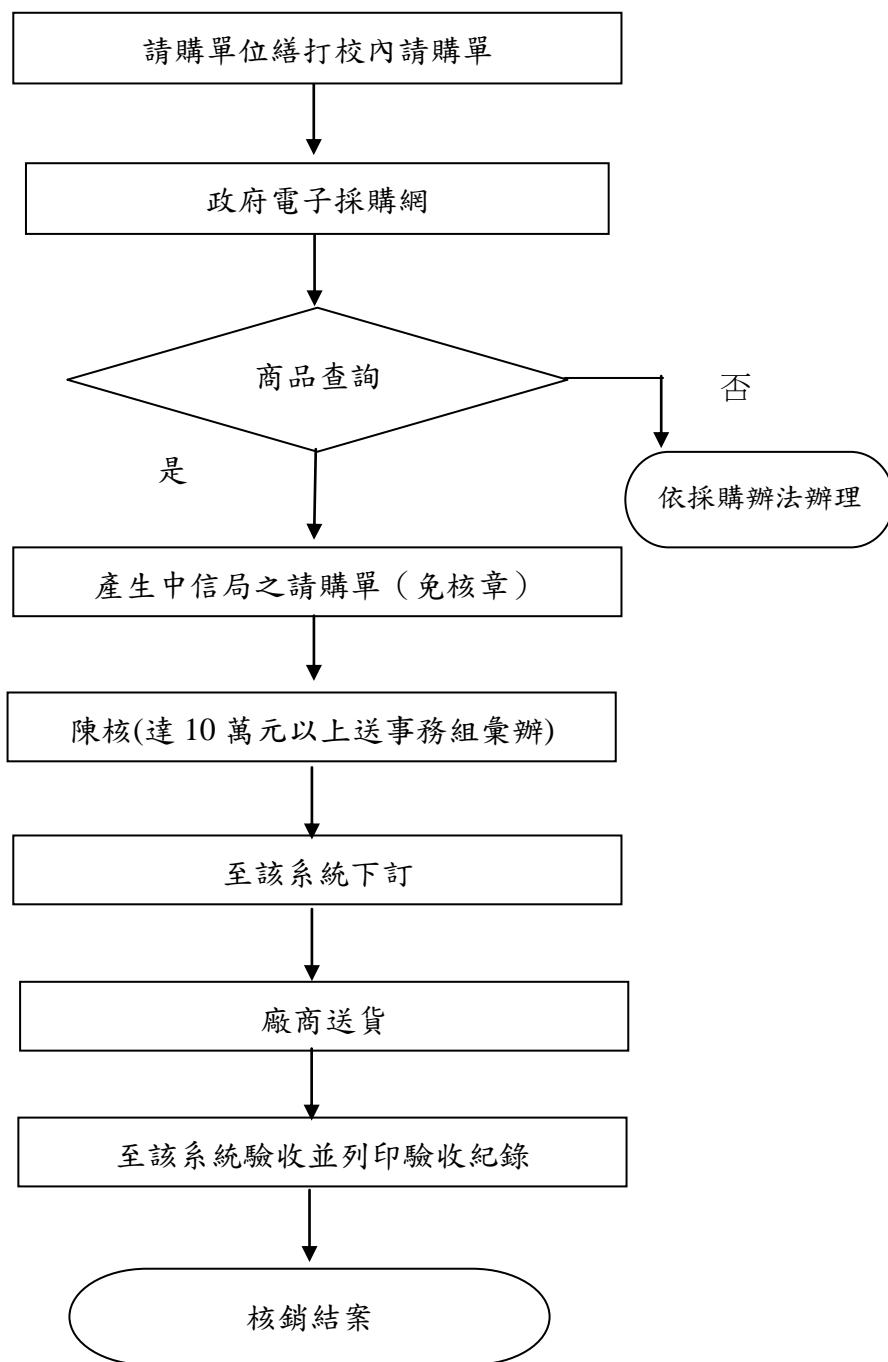 請購單位繕打校內請購單
政府電子採購網
商品查詢
否
是
依採購辦法辦理
產生中信局之請購單（免核章）
陳核(達 10 萬元以上送事務組彙辦)
至該系統下訂
廠商送貨
至該系統驗收並列印驗收紀錄
核銷結案